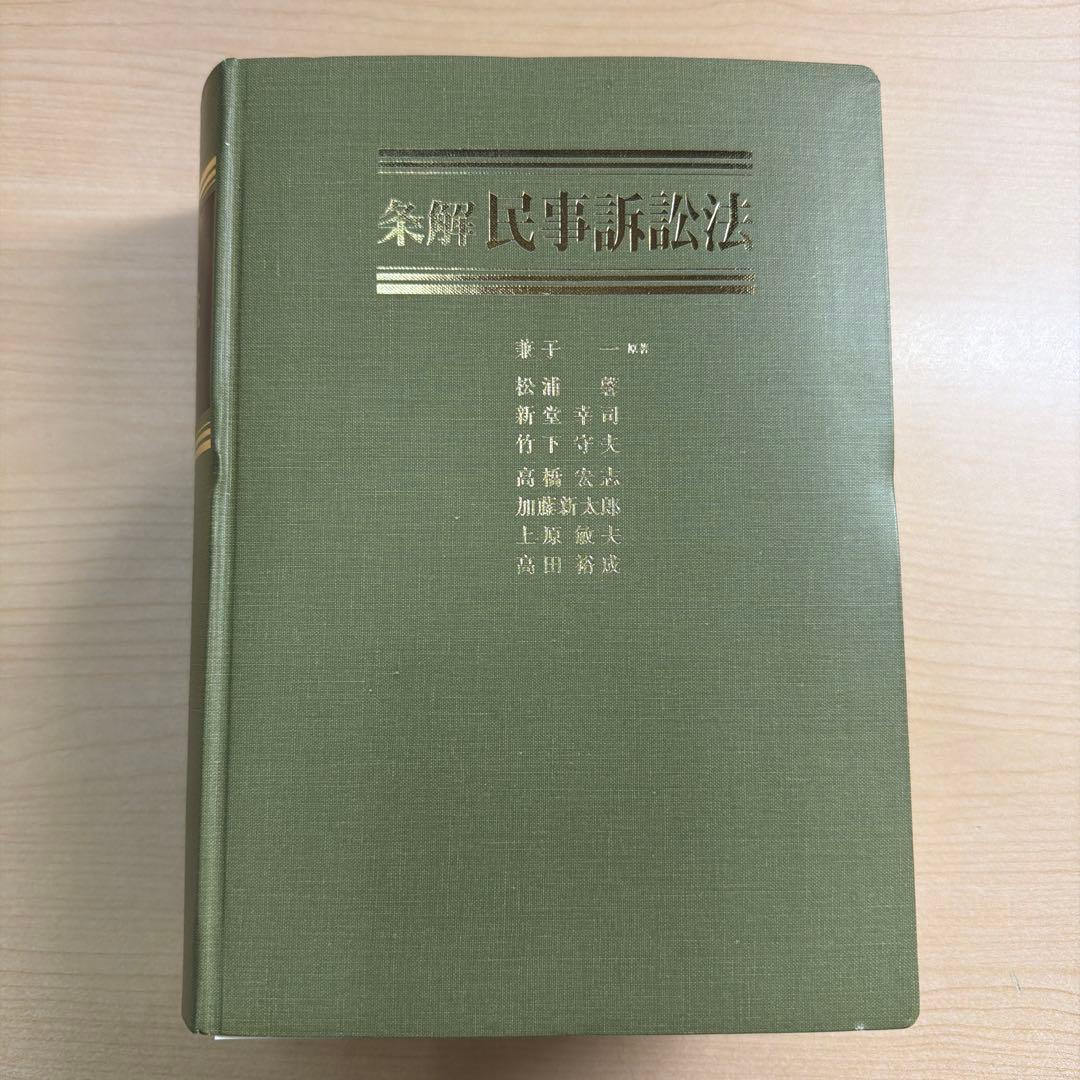 条解 民事訴訟法
兼子 一 原著
松浦 馨
新堂 幸司
竹下 守夫
高橋 宏志
加藤新太郎
上原 敏夫
高田 裕成